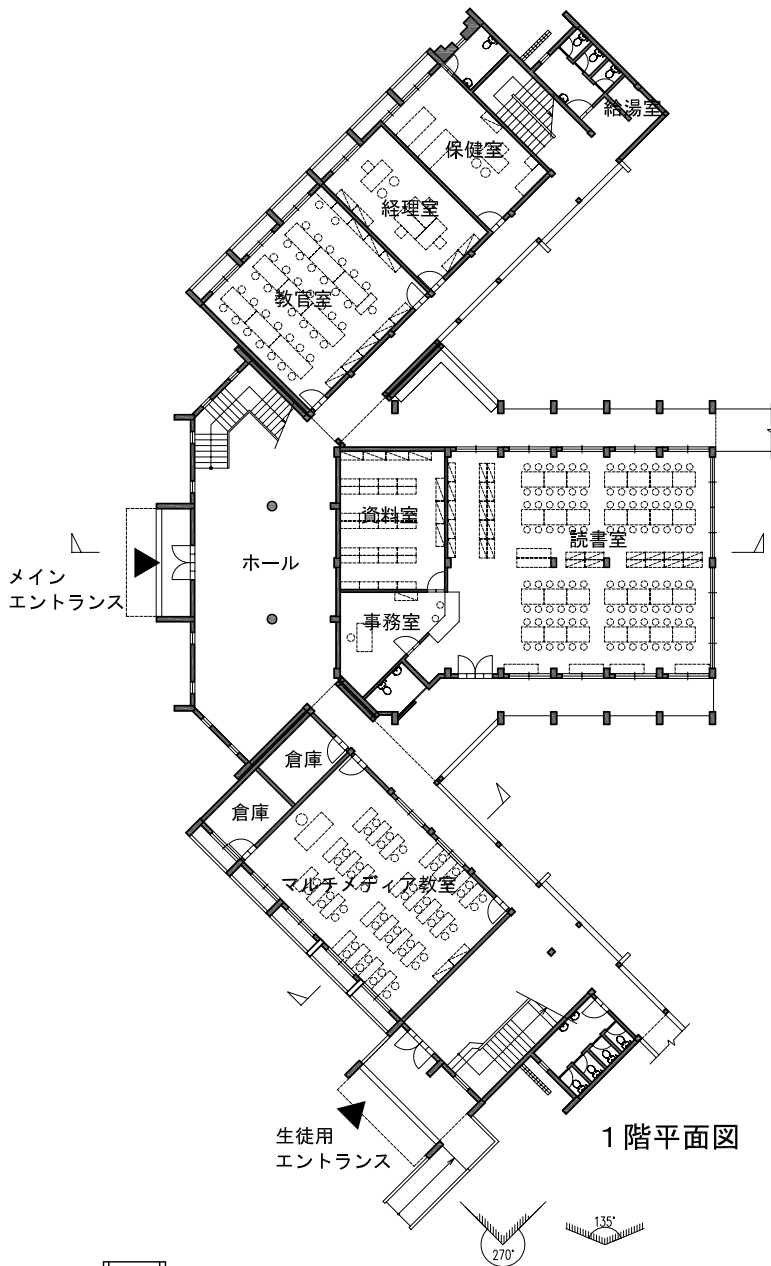 給湯室
保健室
経理室
教官室
資料室
読書室
ホール
メイン
エントランス
事務室
倉庫
倉庫
マルチメディア教室
生徒用
エントランス
1階平面図
270°
135°